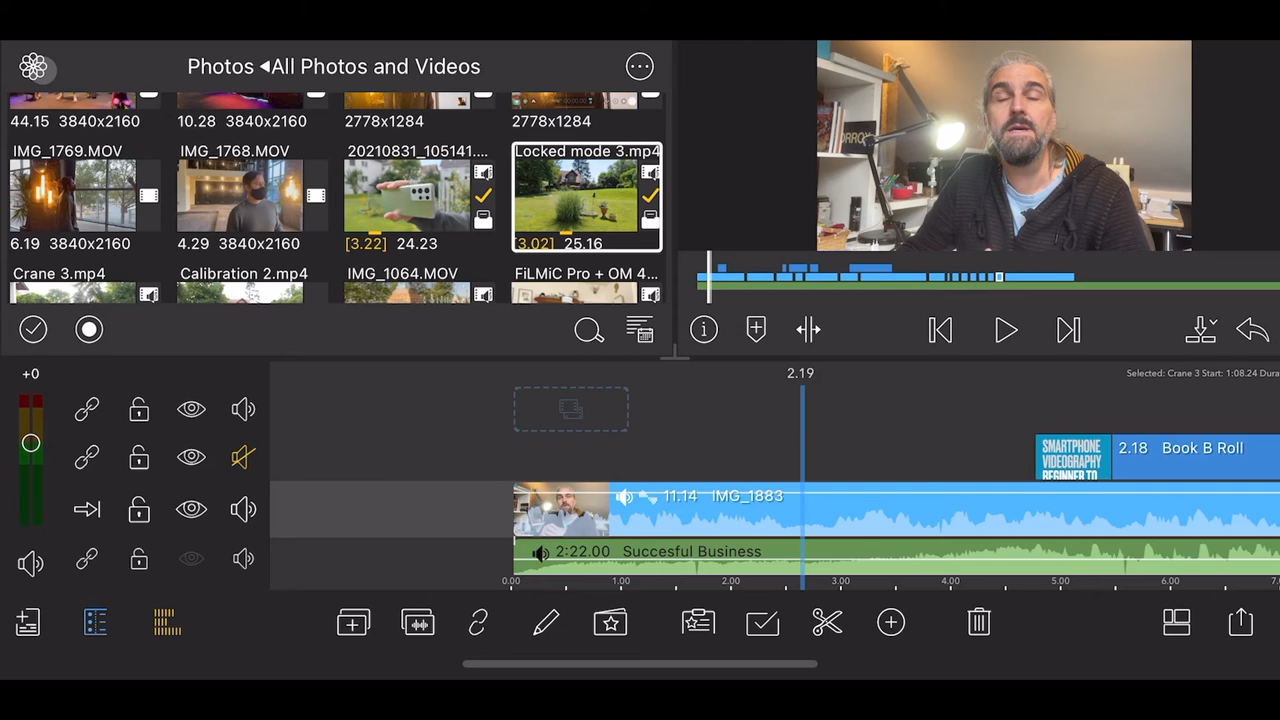 Photos ◀All Photos and Videos
44.15 3840x2160
10.28 3840x2160
2778x1284
2778x1284
IMG_1769.MOV
IMG_1768.MOV
20210831_105141....
Locked mode 3.mp4
6.19 3840x2160
4.29 3840x2160
[3.22] 24.23
[3.02] 25.16
Crane 3.mp4
Calibration 2.mp4
IMG_1064.MOV
FiLMiC Pro + OM 4...
+0
2.19
Selected: Crane 3 Start: 1:08.24 Dura
SMARTPHONE
VIDEOGRAPHY
BEGINNER TO
2.18 Book B Roll
11.14 IMG_1883
2:22.00 Succesful Business
0.00 1.00 2.00 3.00 4.00 5.00 6.00 7.0